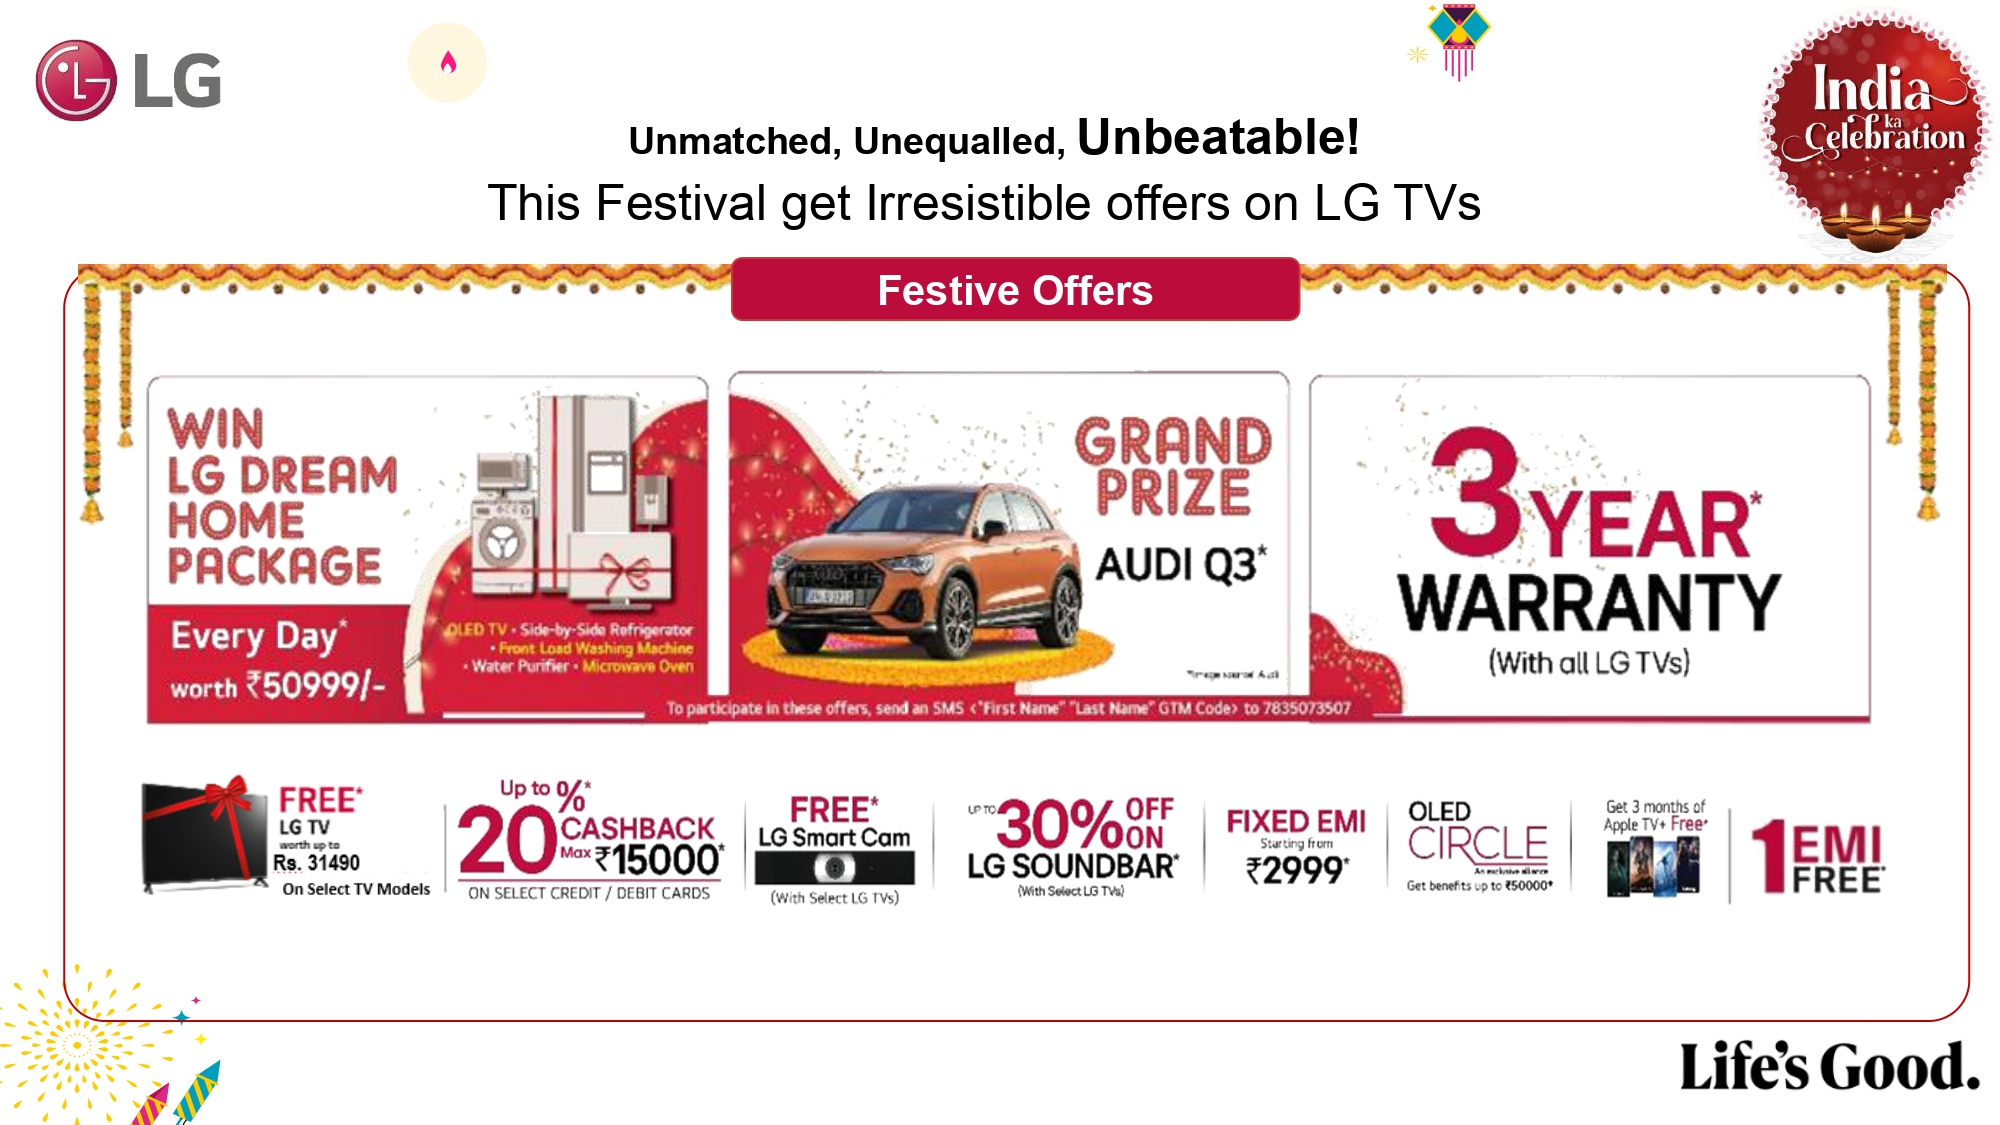 LG
India
ka
Celebration
Unmatched, Unequalled, Unbeatable!
This Festival get Irresistible offers on LG TVs
Festive Offers
WIN
LG DREAM
HOME
PACKAGE
Every Day*
worth ₹50999/-
OLED TV • Side-by-Side Refrigerator
• Front Load Washing Machine
• Water Purifier • Microwave Oven
GRAND
PRIZE
AUDI Q3*
*Image source: Audi
3 YEAR*
WARRANTY
(With all LG TVs)
To participate in these offers, send an SMS <"First Name" "Last Name" GTM Code> to 7835073507
FREE*
LG TV
worth up to
Rs. 31490
On Select TV Models
Up to
20%*
CASHBACK
Max ₹15000*
ON SELECT CREDIT / DEBIT CARDS
FREE*
LG Smart Cam
(With Select LG TVs)
UP TO 30% OFF
ON
LG SOUNDBAR*
(With Select LG TVs)
FIXED EMI
Starting from
₹2999*
OLED
CIRCLE
An exclusive alliance
Get benefits up to ₹50000*
Get 3 months of
Apple TV+ Free*
1 EMI
FREE*
Life's Good.